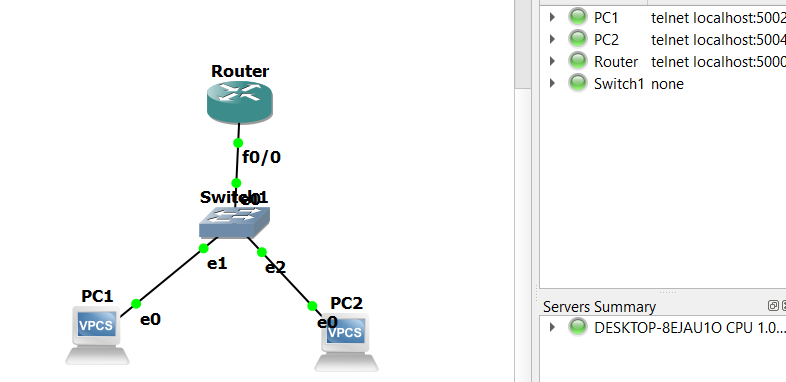 Router
f0/0
Switch1
e0
e1
e2
PC1
VPCS
e0
PC2
e0
VPCS
PC1 telnet localhost:5002
PC2 telnet localhost:5004
Router telnet localhost:5000
Switch1 none
Servers Summary
DESKTOP-8EJAU1O CPU 1.0...